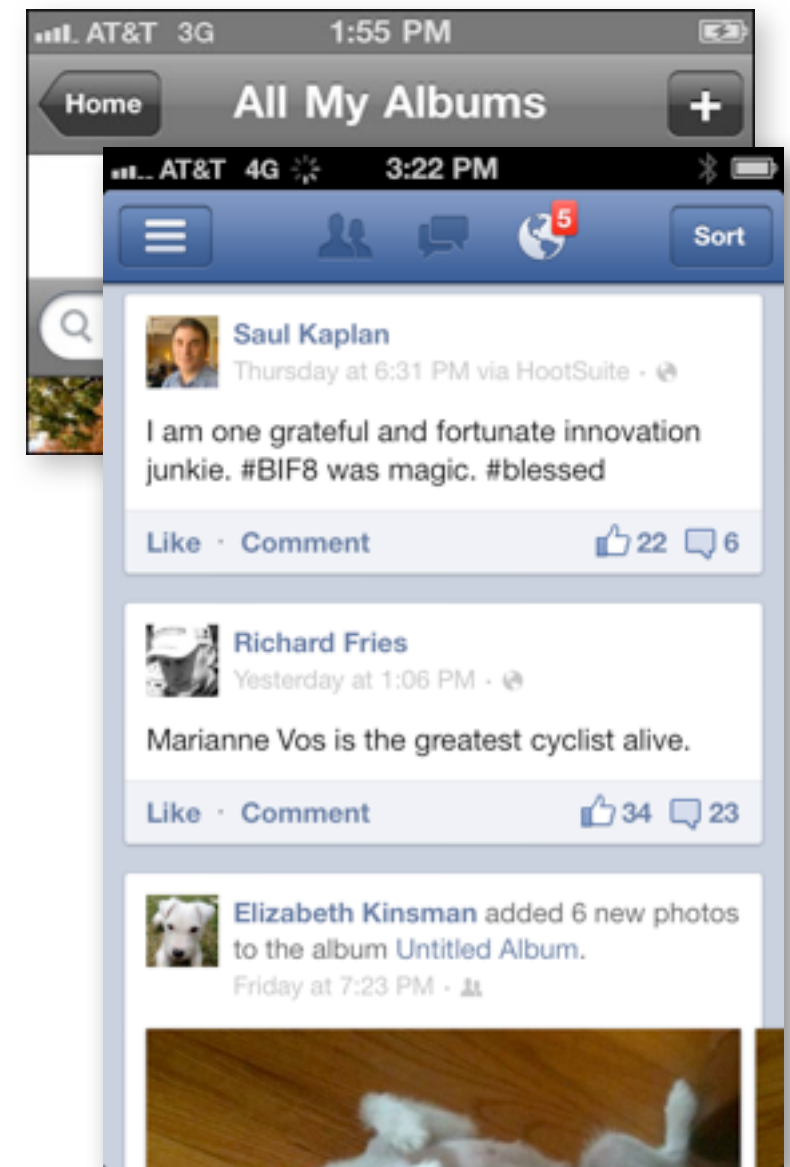 AT&T 3G 1:55 PM
Home All My Albums +
AT&T 4G 3:22 PM
5 Sort
Saul Kaplan
Thursday at 6:31 PM via HootSuite ·
I am one grateful and fortunate innovation
junkie. #BIF8 was magic. #blessed
Like · Comment 22 6
Richard Fries
Yesterday at 1:06 PM ·
Marianne Vos is the greatest cyclist alive.
Like · Comment 34 23
Elizabeth Kinsman added 6 new photos
to the album Untitled Album.
Friday at 7:23 PM ·